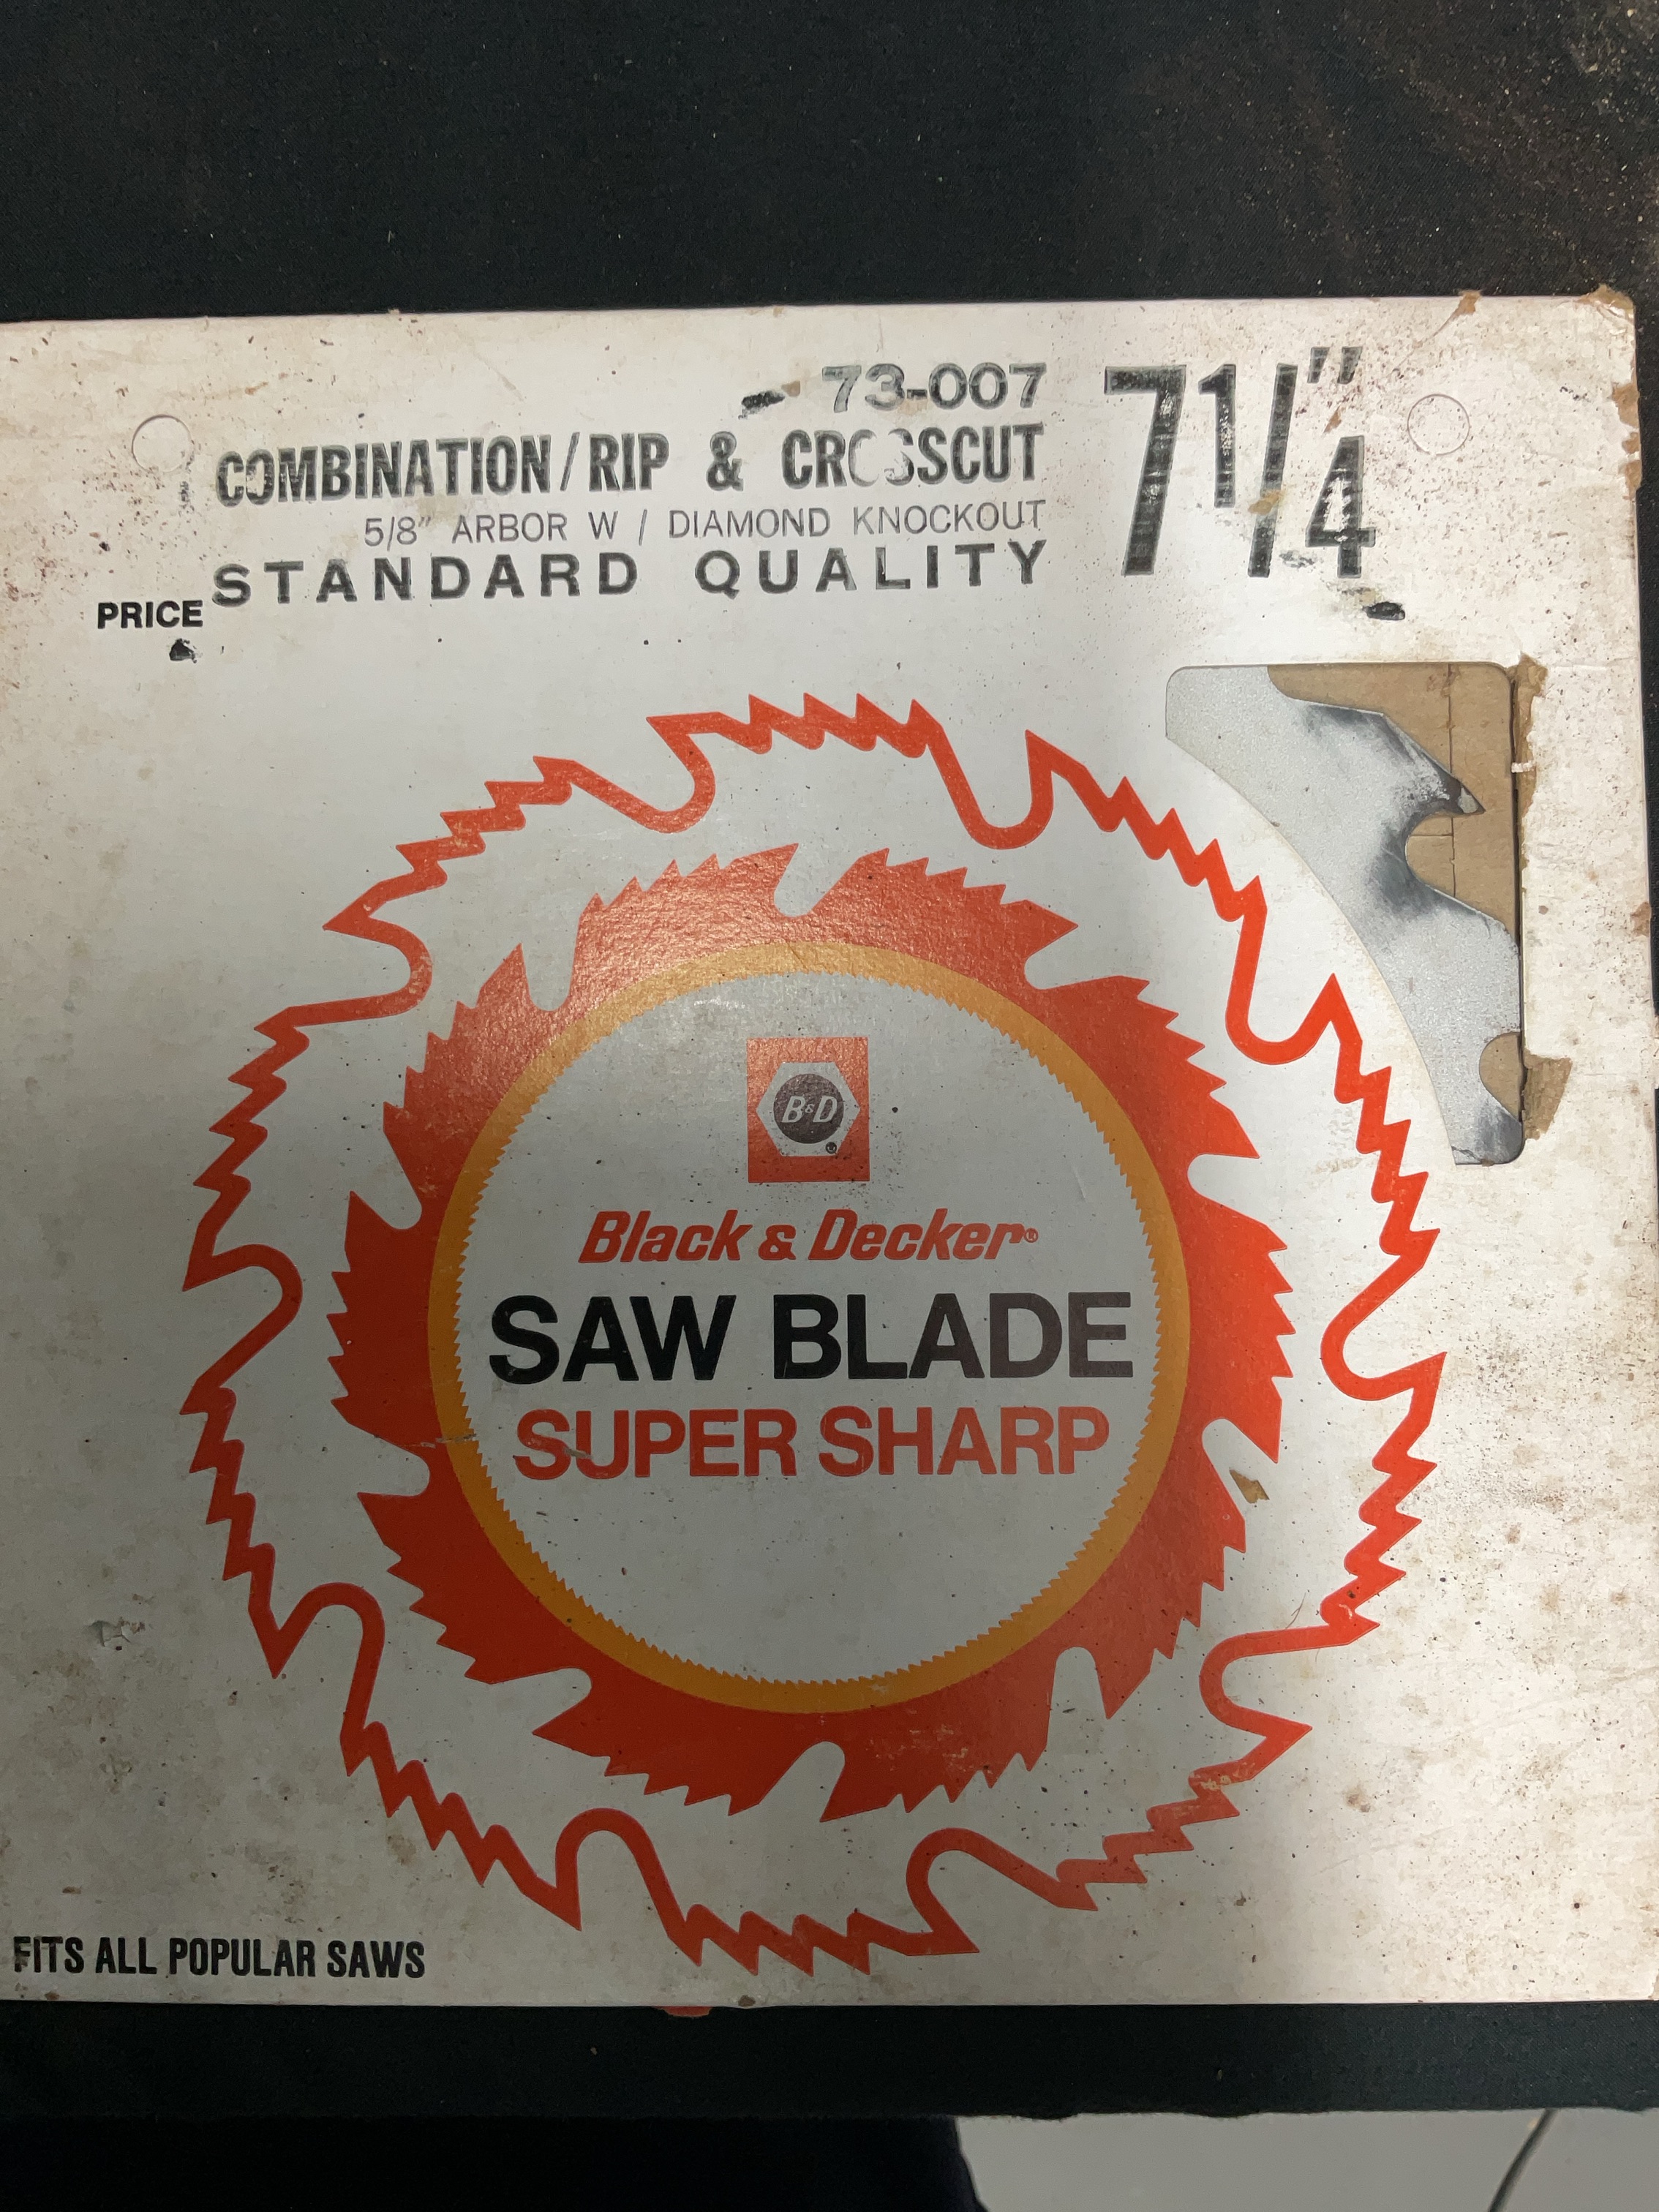 73-007
7 1/4"
COMBINATION/RIP & CROSSCUT
5/8" ARBOR W / DIAMOND KNOCKOUT
STANDARD QUALITY
PRICE
B&D
Black & Decker®
SAW BLADE
SUPER SHARP
FITS ALL POPULAR SAWS